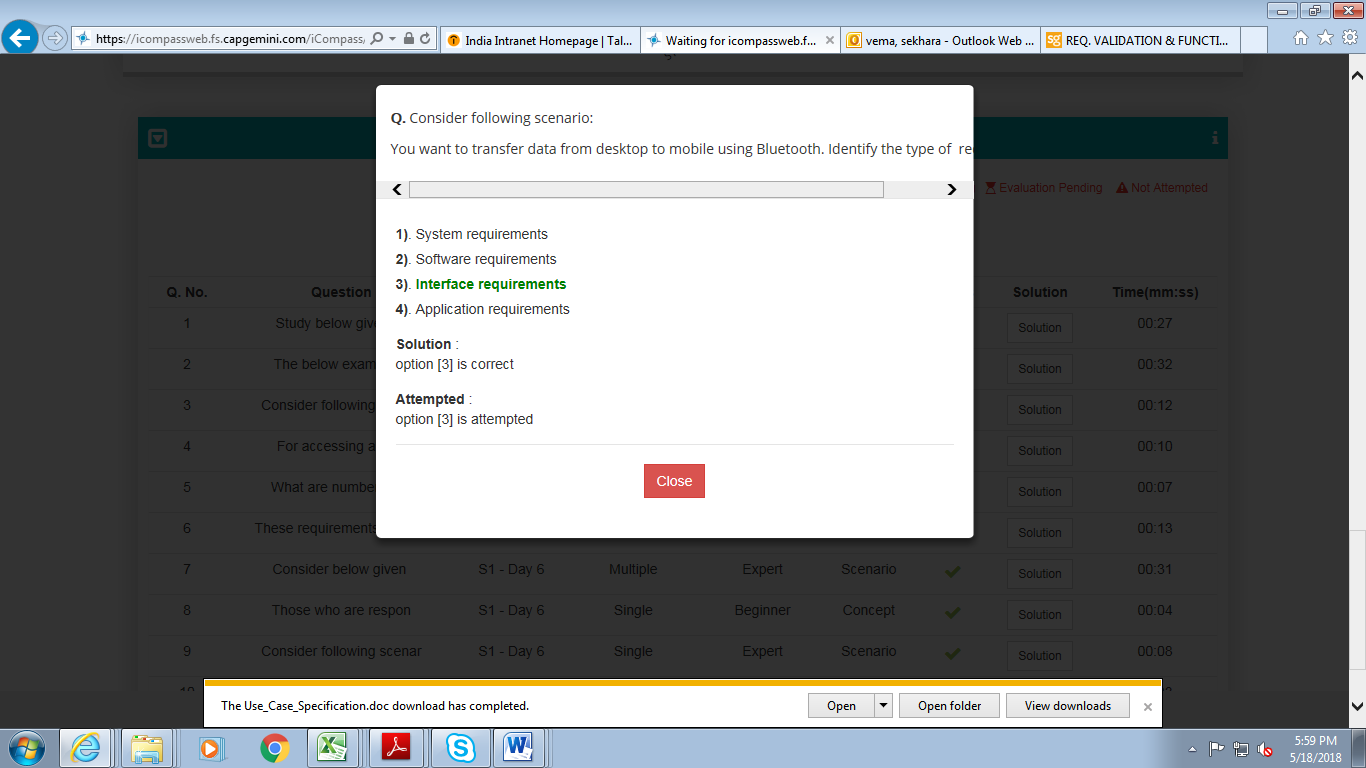 https://icompassweb.fs.capgemini.com/iCompass/
India Intranet Homepage | Tal...
Waiting for icompassweb.f...
vema, sekhara - Outlook Web ...
REQ. VALIDATION & FUNCTI...
Q. Consider following scenario:
You want to transfer data from desktop to mobile using Bluetooth. Identify the type of re
Evaluation Pending Not Attempted
1). System requirements
2). Software requirements
3). Interface requirements
4). Application requirements
Solution :
option [3] is correct
Attempted :
option [3] is attempted
Close
Q. No. Question Solution Time(mm:ss)
1 Study below give Solution 00:27
2 The below exam Solution 00:32
3 Consider following Solution 00:12
4 For accessing a Solution 00:10
5 What are numbe Solution 00:07
6 These requirements Solution 00:13
7 Consider below given S1 - Day 6 Multiple Expert Scenario Solution 00:31
8 Those who are respon S1 - Day 6 Single Beginner Concept Solution 00:04
9 Consider following scenar S1 - Day 6 Single Expert Scenario Solution 00:08
The Use_Case_Specification.doc download has completed.
Open Open folder View downloads
5:59 PM
5/18/2018